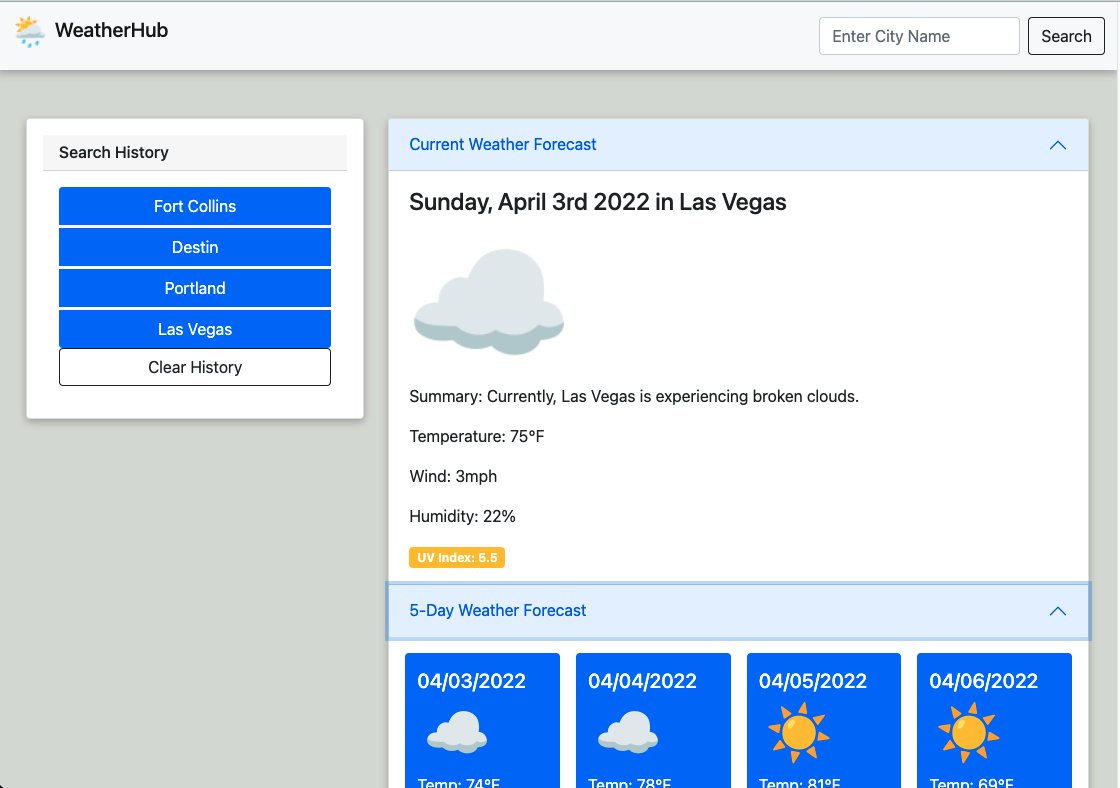 WeatherHub
Enter City Name
Search
Search History
Fort Collins
Destin
Portland
Las Vegas
Clear History
Current Weather Forecast
Sunday, April 3rd 2022 in Las Vegas
Summary: Currently, Las Vegas is experiencing broken clouds.
Temperature: 75°F
Wind: 3mph
Humidity: 22%
UV Index: 5.5
5-Day Weather Forecast
04/03/2022 04/04/2022 04/05/2022 04/06/2022
Temp: 74°F Temp: 78°F Temp: 81°F Temp: 69°F